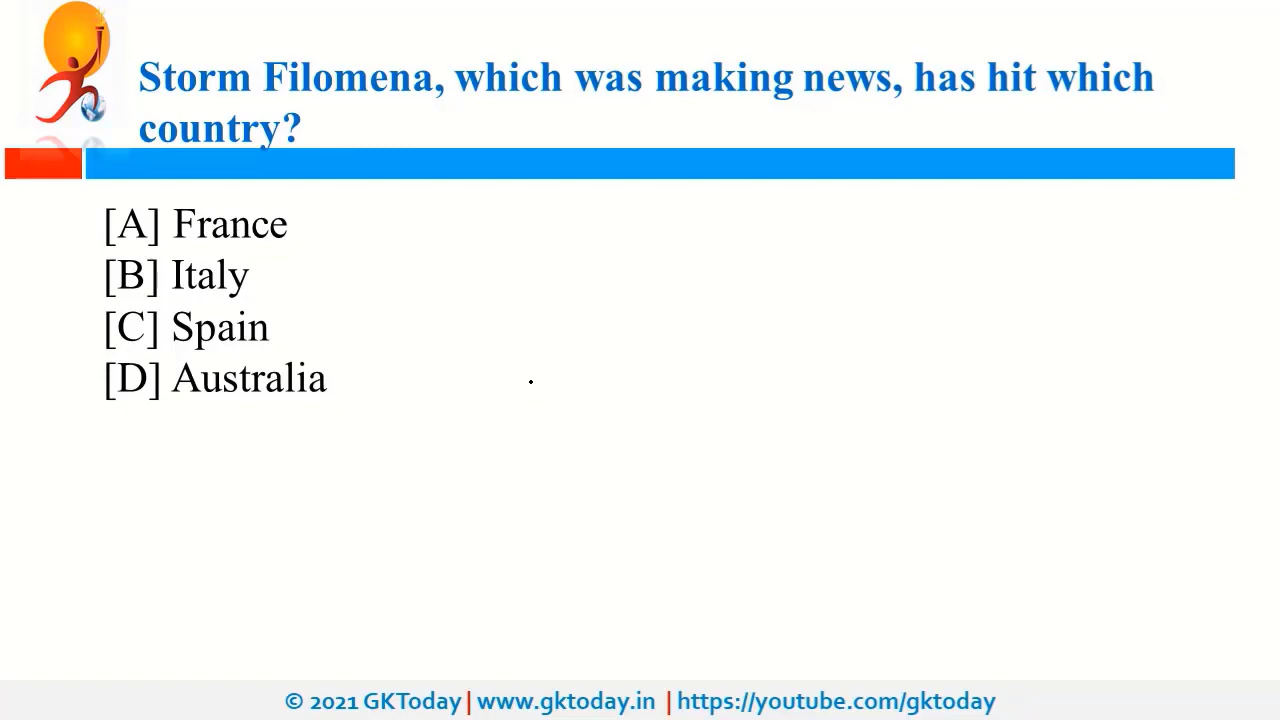 Storm Filomena, which was making news, has hit which
country?
[A] France
[B] Italy
[C] Spain
[D] Australia
© 2021 GKToday | www.gktoday.in | https://youtube.com/gktoday